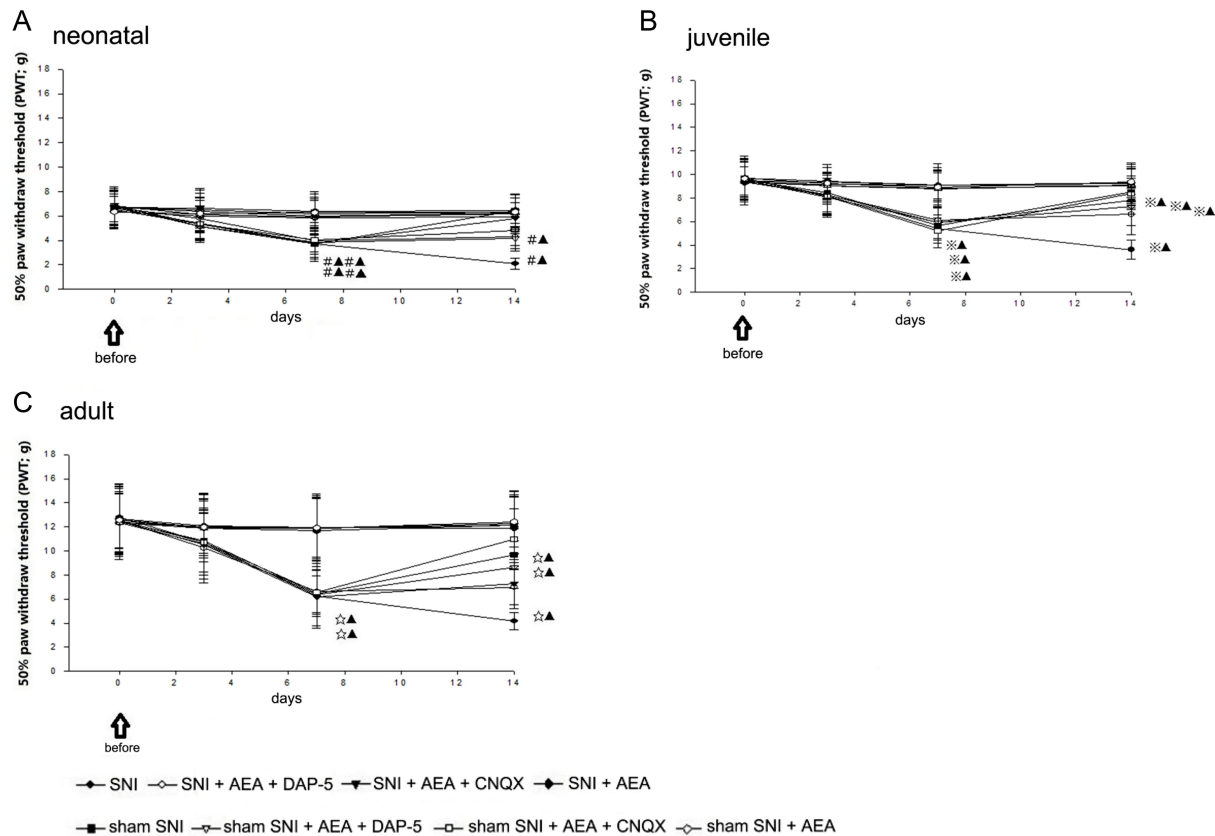 A neonatal
50% paw withdraw threshold (PWT; g)
18
16
14
12
10
8
6
4
2
0
0 2 4 6 8 10 12 14
days
before
#▲
#▲
#▲#▲
#▲#▲
B juvenile
50% paw withdraw threshold (PWT; g)
18
16
14
12
10
8
6
4
2
0
0 2 4 6 8 10 12 14
days
before
※▲ ※▲ ※▲
※▲
※▲
※▲
※▲
C adult
50% paw withdraw threshold (PWT; g)
18
16
14
12
10
8
6
4
2
0
0 2 4 6 8 10 12 14
days
before
☆▲
☆▲
☆▲
☆▲
☆▲
SNI SNI + AEA + DAP-5 SNI + AEA + CNQX SNI + AEA
sham SNI sham SNI + AEA + DAP-5 sham SNI + AEA + CNQX sham SNI + AEA